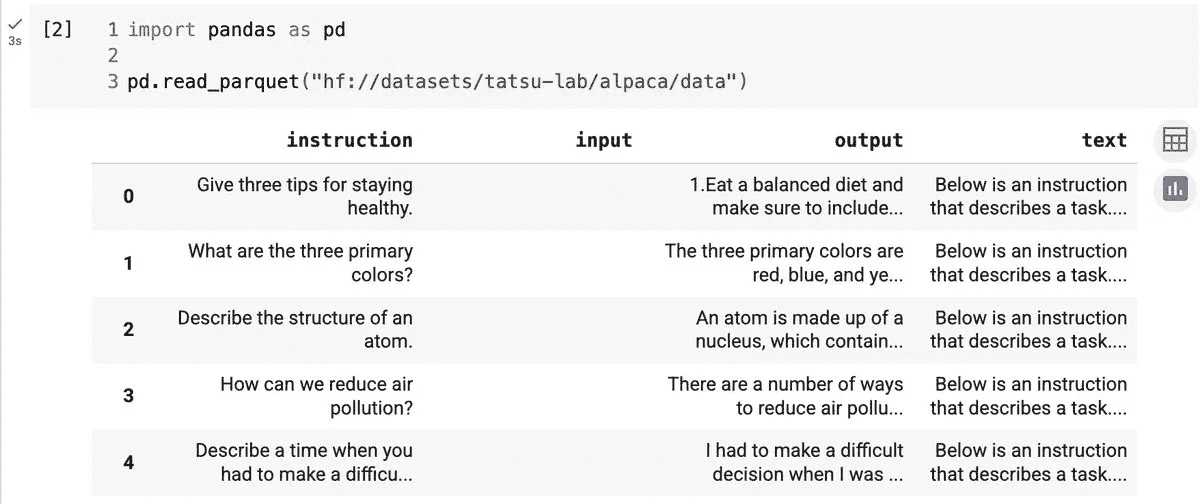 [2]
1 import pandas as pd
2
3 pd.read_parquet("hf://datasets/tatsu-lab/alpaca/data")
3s
instruction input output text
0 Give three tips for staying healthy. 1.Eat a balanced diet and make sure to include... Below is an instruction that describes a task....
1 What are the three primary colors? The three primary colors are red, blue, and ye... Below is an instruction that describes a task....
2 Describe the structure of an atom. An atom is made up of a nucleus, which contain... Below is an instruction that describes a task....
3 How can we reduce air pollution? There are a number of ways to reduce air pollu... Below is an instruction that describes a task....
4 Describe a time when you had to make a difficu... I had to make a difficult decision when I was ... Below is an instruction that describes a task....